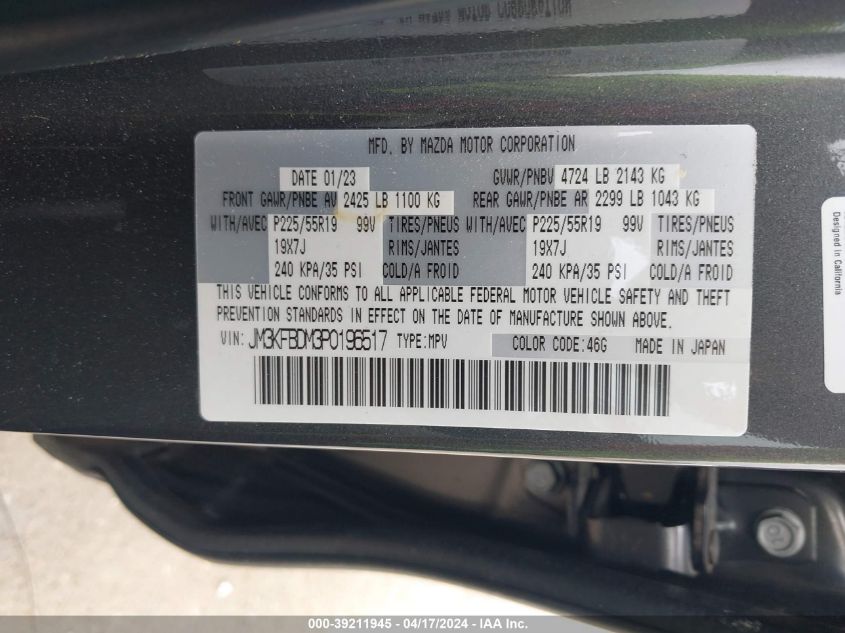 MFD. BY MAZDA MOTOR CORPORATION
DATE 01/23 GVWR/PNBV 4724 LB 2143 KG
FRONT GAWR/PNBE AV 2425 LB 1100 KG REAR GAWR/PNBE AR 2299 LB 1043 KG
WITH/AVEC P225/55R19 99V TIRES/PNEUS WITH/AVEC P225/55R19 99V TIRES/PNEUS
19X7J RIMS/JANTES 19X7J RIMS/JANTES
240 KPA/35 PSI COLD/A FROID 240 KPA/35 PSI COLD/A FROID
THIS VEHICLE CONFORMS TO ALL APPLICABLE FEDERAL MOTOR VEHICLE SAFETY AND THEFT
PREVENTION STANDARDS IN EFFECT ON THE DATE OF MANUFACTURE SHOWN ABOVE.
VIN: JM3KFBDM3P0196517 TYPE:MPV COLOR CODE:46G MADE IN JAPAN
Designed in California
000-39211945 - 04/17/2024 - IAA Inc.